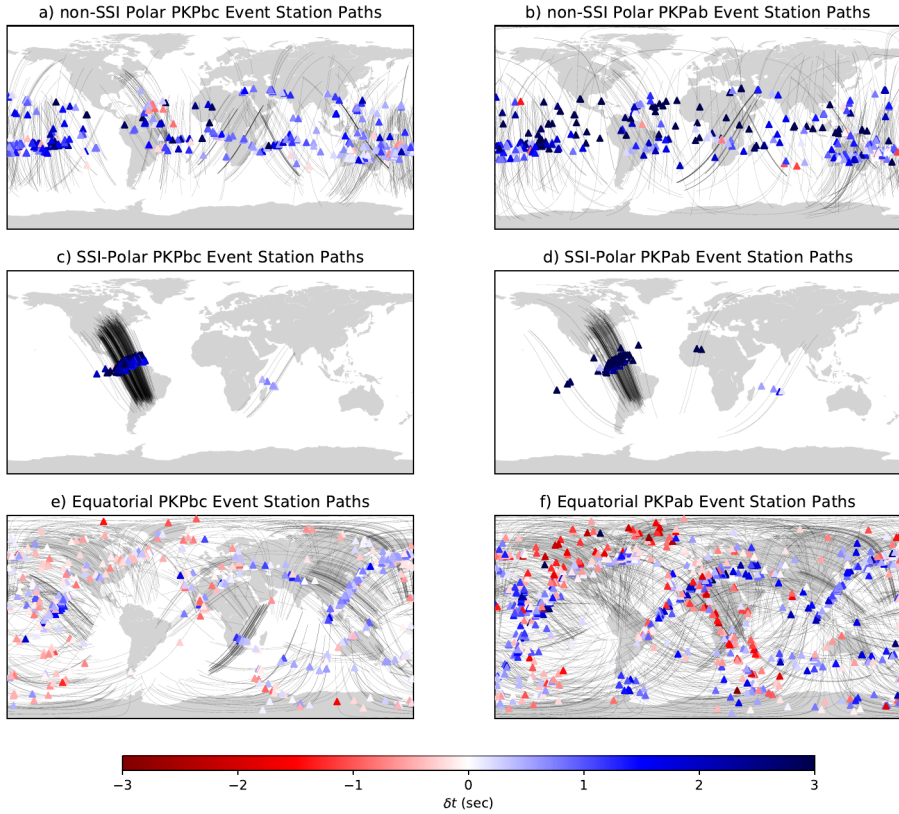 a) non-SSI Polar PKPbc Event Station Paths
b) non-SSI Polar PKPab Event Station Paths
c) SSI-Polar PKPbc Event Station Paths
d) SSI-Polar PKPab Event Station Paths
e) Equatorial PKPbc Event Station Paths
f) Equatorial PKPab Event Station Paths
−3 −2 −1 0 1 2 3
δt (sec)